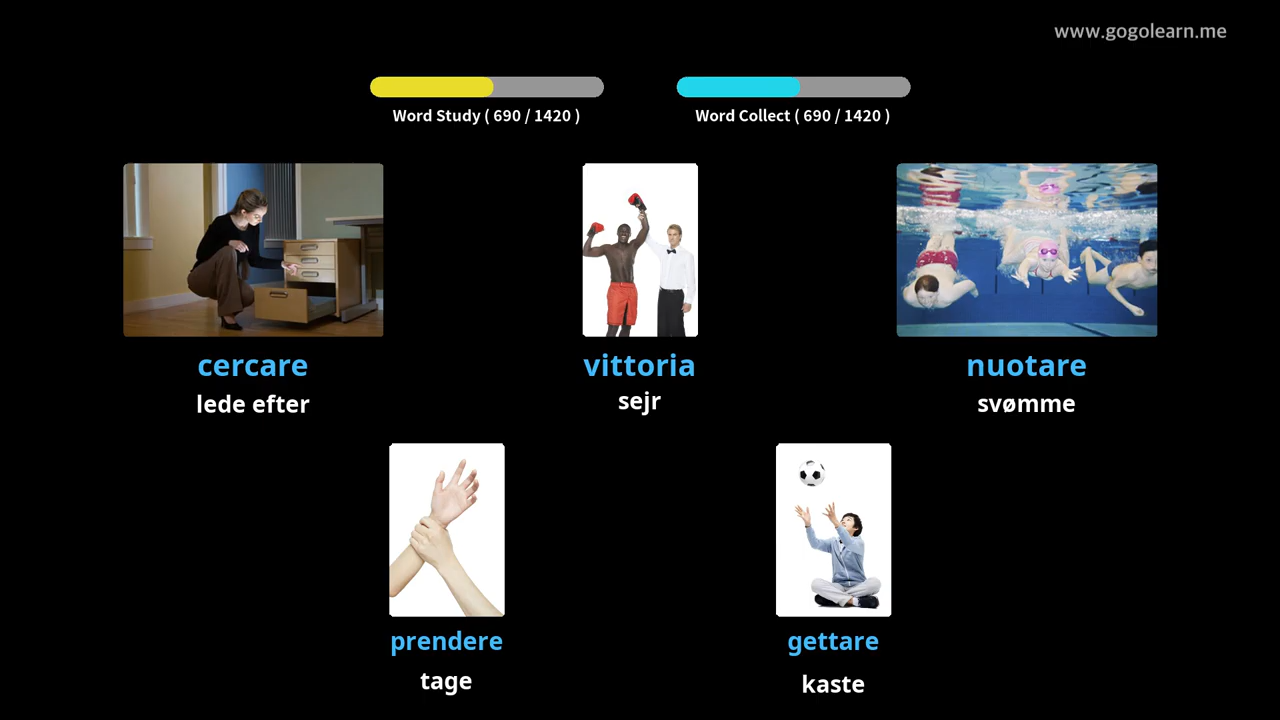 www.gogolearn.me
Word Study ( 690 / 1420 )
Word Collect ( 690 / 1420 )
cercare
lede efter
vittoria
sejr
nuotare
svømme
prendere
tage
gettare
kaste